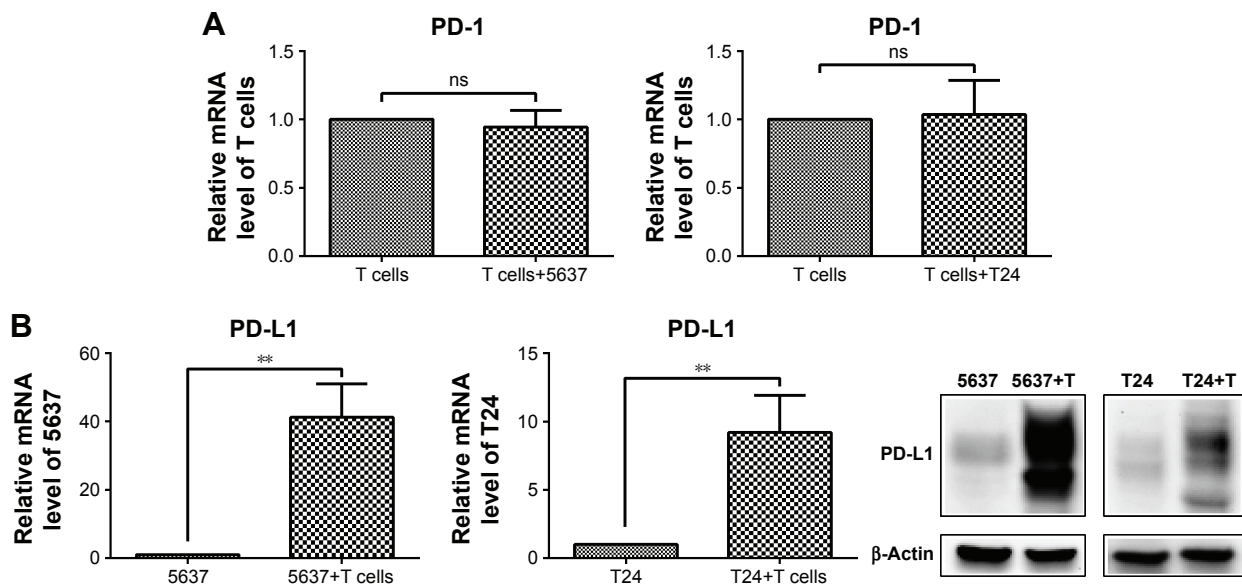 A
PD-1
Relative mRNA
level of T cells
1.5
1.0
0.5
0.0
ns
T cells
T cells+5637
PD-1
Relative mRNA
level of T cells
1.5
1.0
0.5
0.0
ns
T cells
T cells+T24
B
PD-L1
Relative mRNA
level of 5637
60
40
20
0
**
5637
5637+T cells
PD-L1
Relative mRNA
level of T24
15
10
5
0
**
T24
T24+T cells
5637 5637+T
T24 T24+T
PD-L1
β-Actin